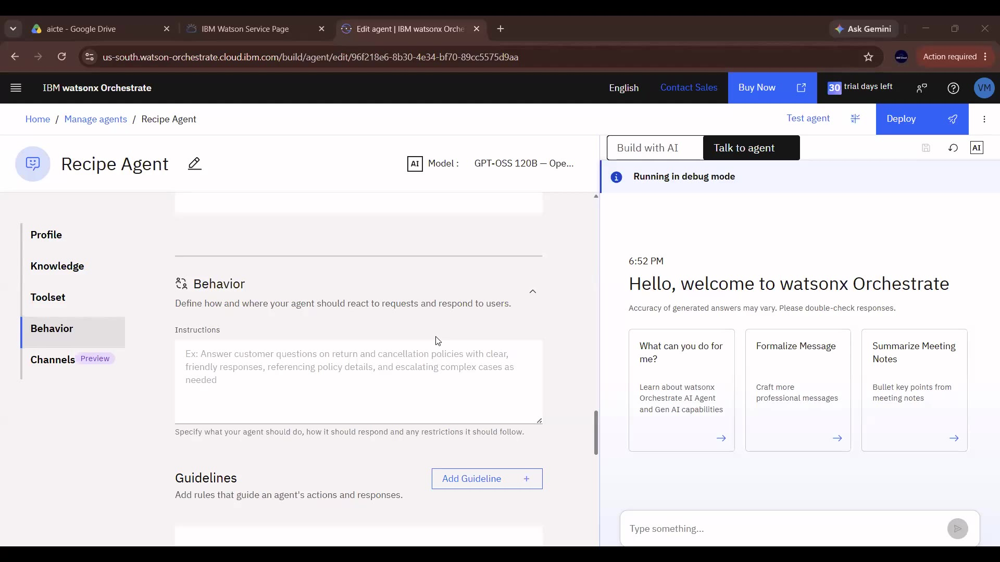 aicte - Google Drive
IBM Watson Service Page
Edit agent | IBM watsonx Orche
Ask Gemini
us-south.watson-orchestrate.cloud.ibm.com/build/agent/edit/96f218e6-8b30-4e34-bf70-89cc5575d9aa
Action required
IBM watsonx Orchestrate
English
Contact Sales
Buy Now
30 trial days left
VM
Home / Manage agents / Recipe Agent
Test agent
Deploy
Recipe Agent
AI Model :
GPT-OSS 120B — Ope...
Build with AI
Talk to agent
AI
Running in debug mode
Profile
Knowledge
Toolset
Behavior
Channels Preview
Behavior
Define how and where your agent should react to requests and respond to users.
Instructions
Ex: Answer customer questions on return and cancellation policies with clear,
friendly responses, referencing policy details, and escalating complex cases as
needed
Specify what your agent should do, how it should respond and any restrictions it should follow.
Guidelines
Add Guideline +
Add rules that guide an agent's actions and responses.
6:52 PM
Hello, welcome to watsonx Orchestrate
Accuracy of generated answers may vary. Please double-check responses.
What can you do for
me?
Learn about watsonx
Orchestrate AI Agent
and Gen AI capabilities
Formalize Message
Craft more
professional messages
Summarize Meeting
Notes
Bullet key points from
meeting notes
Type something...